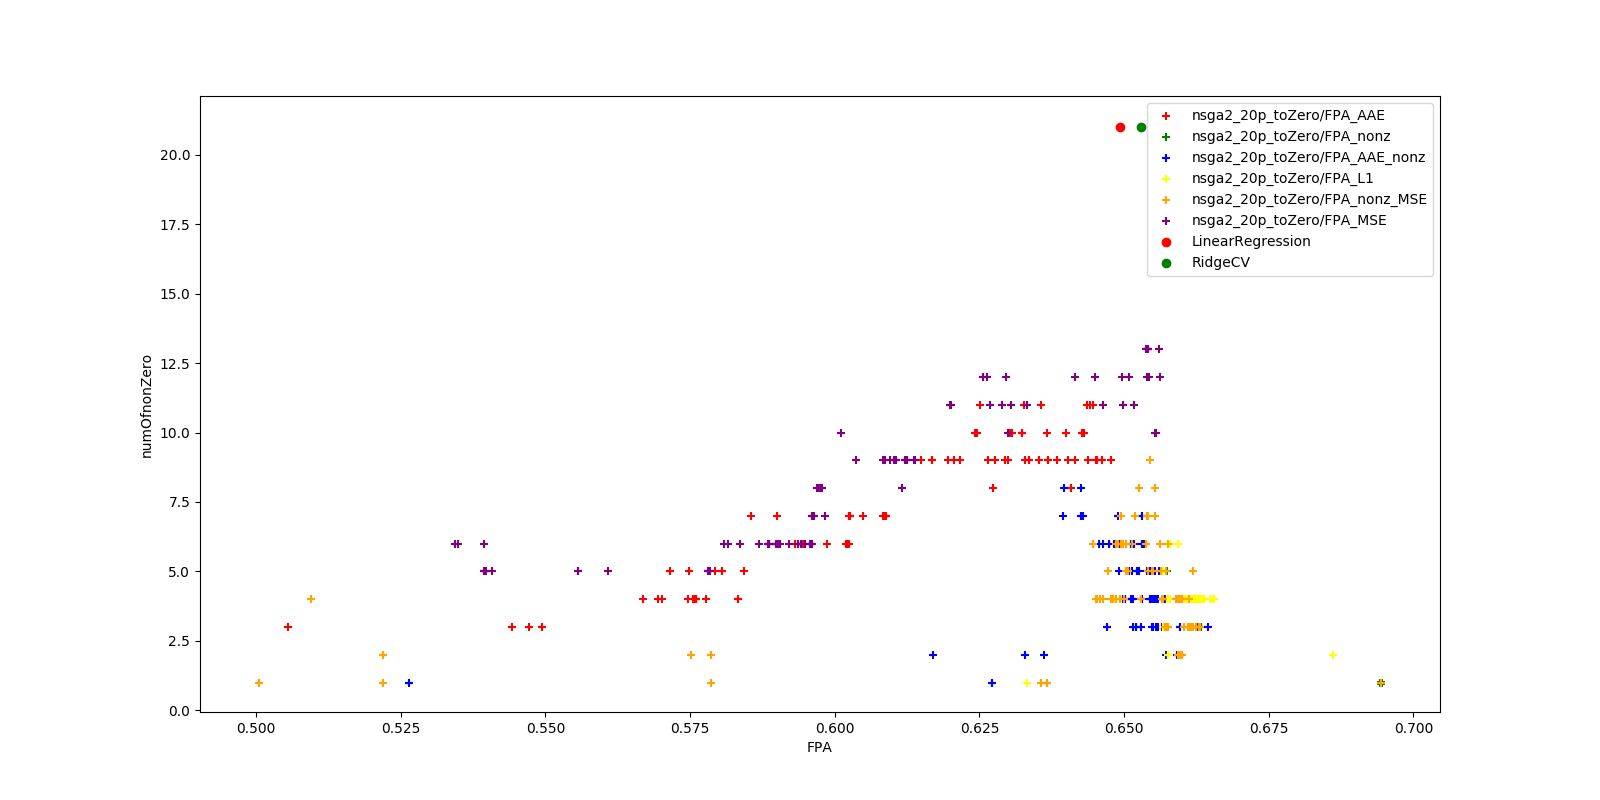 nsga2_20p_toZero/FPA_AAE
nsga2_20p_toZero/FPA_nonz
nsga2_20p_toZero/FPA_AAE_nonz
nsga2_20p_toZero/FPA_L1
nsga2_20p_toZero/FPA_nonz_MSE
nsga2_20p_toZero/FPA_MSE
LinearRegression
RidgeCV
20.0
17.5
15.0
12.5
10.0
7.5
5.0
2.5
0.0
numOfnonZero
0.500 0.525 0.550 0.575 0.600 0.625 0.650 0.675 0.700
FPA